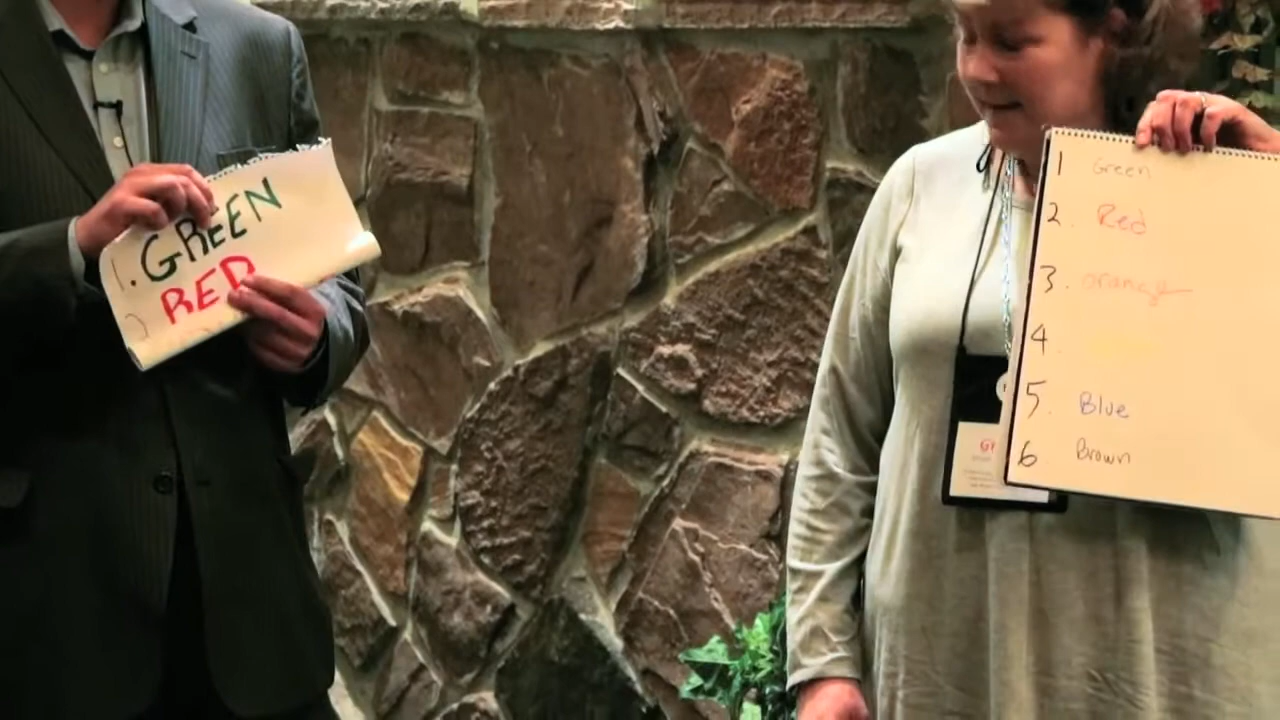 1. GREEN
RED
1 Green
2. Red
3. orange
4
5. Blue
6 Brown